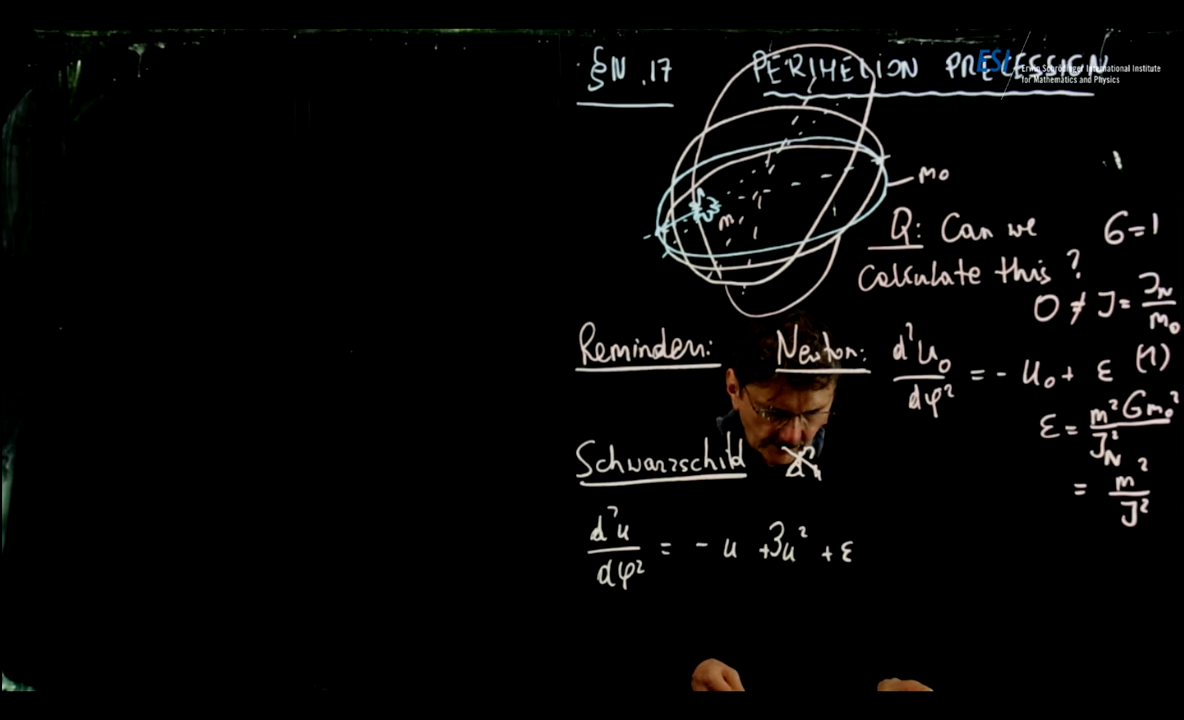 §N.17 PERIHELION PRECESSION
ESI Erwin Schrödinger International Institute
for Mathematics and Physics
m₀
m
Q: Can we
calculate this?
G=1
0 ≠ J = J_N/m₀
Reminder: Newton: d²u₀/dφ² = - u₀ + ε (1)
ε = m²Gm₀²/J_N²
= m²/J²
Schwarzschild
d²u/dφ² = - u + 3u² + ε